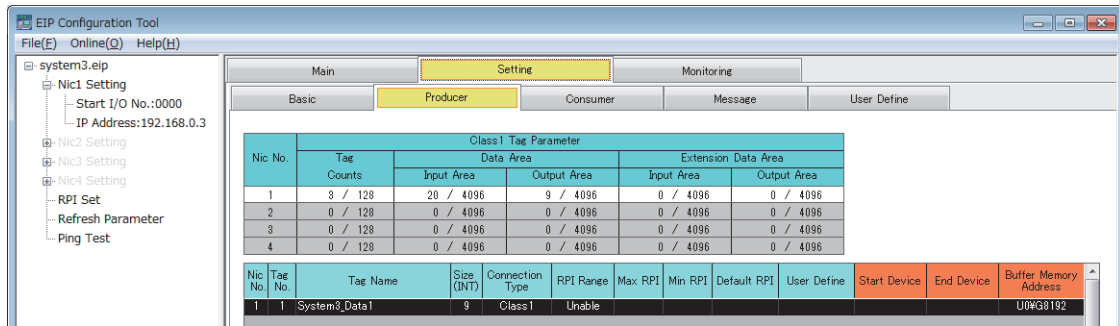 EIP Configuration Tool
File(F) Online(O) Help(H)
system3.eip
Nic1 Setting
Start I/O No.:0000
IP Address:192.168.0.3
Nic2 Setting
Nic3 Setting
Nic4 Setting
RPI Set
Refresh Parameter
Ping Test
Main Setting Monitoring
Basic Producer Consumer Message User Define
Class1 Tag Parameter
Nic No. Tag Counts Data Area Extension Data Area
Input Area Output Area Input Area Output Area
1 3 / 128 20 / 4096 9 / 4096 0 / 4096 0 / 4096
2 0 / 128 0 / 4096 0 / 4096 0 / 4096 0 / 4096
3 0 / 128 0 / 4096 0 / 4096 0 / 4096 0 / 4096
4 0 / 128 0 / 4096 0 / 4096 0 / 4096 0 / 4096
Nic No. Tag No. Tag Name Size (INT) Connection Type RPI Range Max RPI Min RPI Default RPI User Define Start Device End Device Buffer Memory Address
1 1 System3_Data1 9 Class1 Unable U0¥G8192